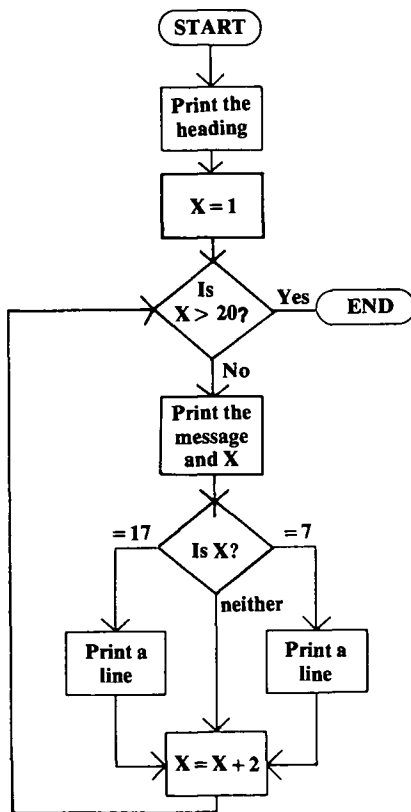 START
Print the
heading
X = 1
Is
X > 20?
Yes
END
No
Print the
message
and X
= 17
Is X?
= 7
neither
Print a
line
Print a
line
X = X + 2